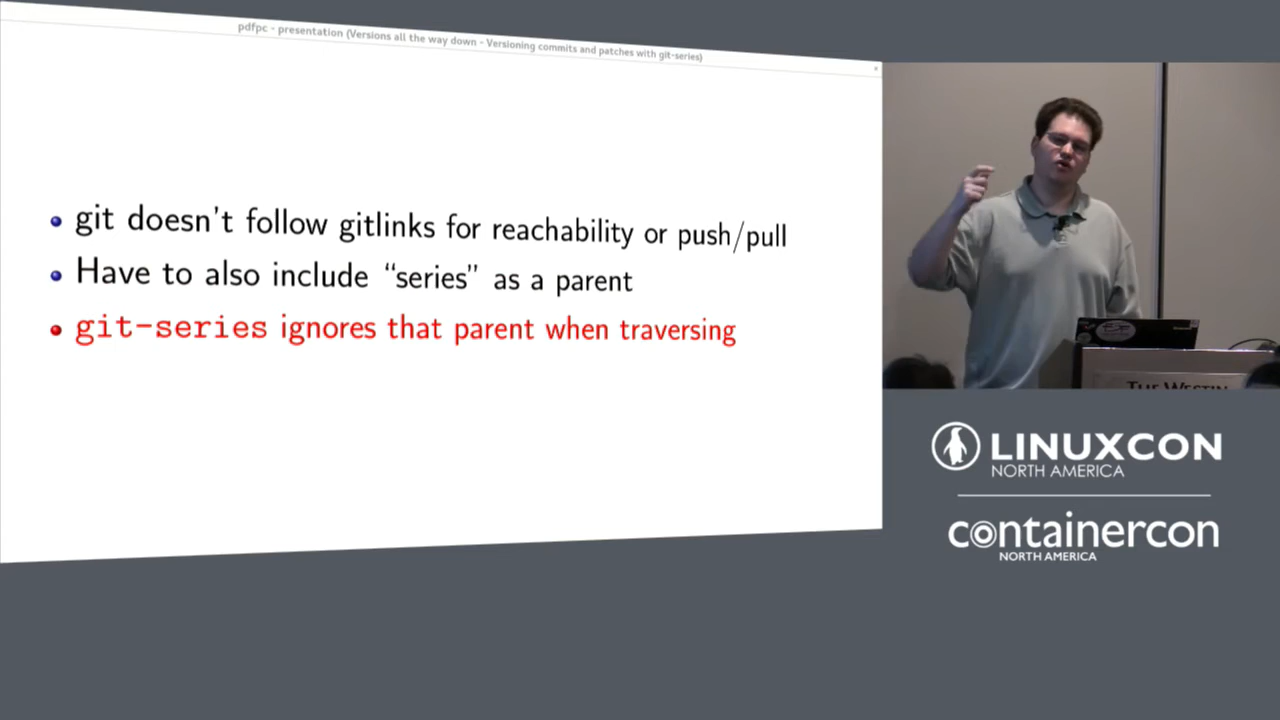 pdfpc - presentation (Versions all the way down - Versioning commits and patches with git-series)
git doesn't follow gitlinks for reachability or push/pull
Have to also include “series” as a parent
git-series ignores that parent when traversing
THE WESTIN
LINUXCON
NORTH AMERICA
containercon
NORTH AMERICA